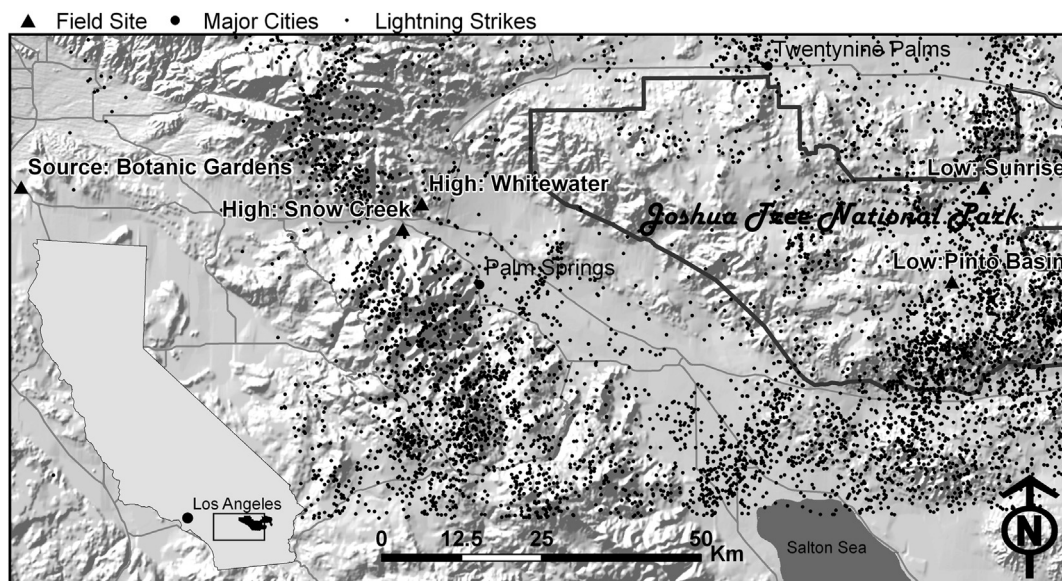 Field Site Major Cities Lightning Strikes
Twentynine Palms
Source: Botanic Gardens
Low: Sunrise
High: Whitewater
High: Snow Creek
Joshua Tree National Park
Palm Springs
Low:Pinto Basin
Los Angeles
0 12.5 25 50
Km
Salton Sea
N